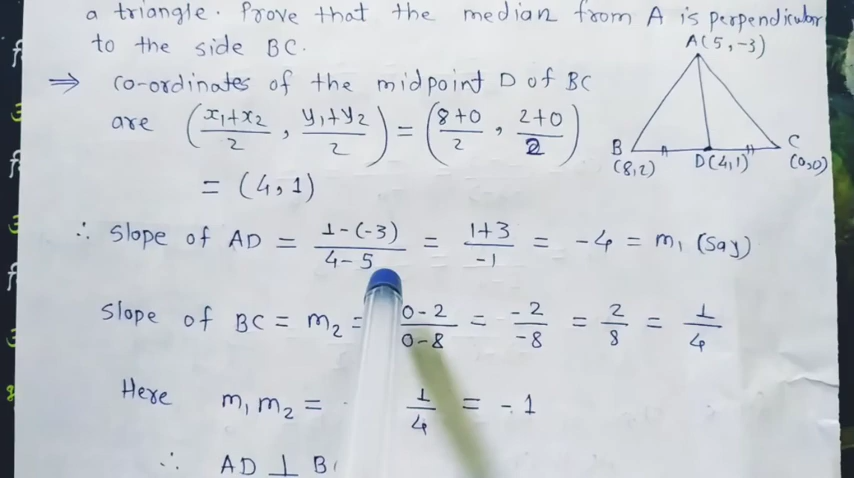 a triangle. Prove that the median from A is perpendicular
to the side BC.
A(5,-3)
⇒ co-ordinates of the midpoint D of BC
are ( (x₁+x₂)/2 , (y₁+y₂)/2 ) = ( (8+0)/2 , (2+0)/2 )
B C
(8,2) D(4,1) (0,0)
= (4,1)
∴ Slope of AD = (1-(-3))/(4-5) = (1+3)/(-1) = -4 = m₁ (Say)
Slope of BC = m₂ = (0-2)/(0-8) = (-2)/(-8) = 2/8 = 1/4
Here m₁ m₂ = 1/4 = -1
∴ AD ⊥